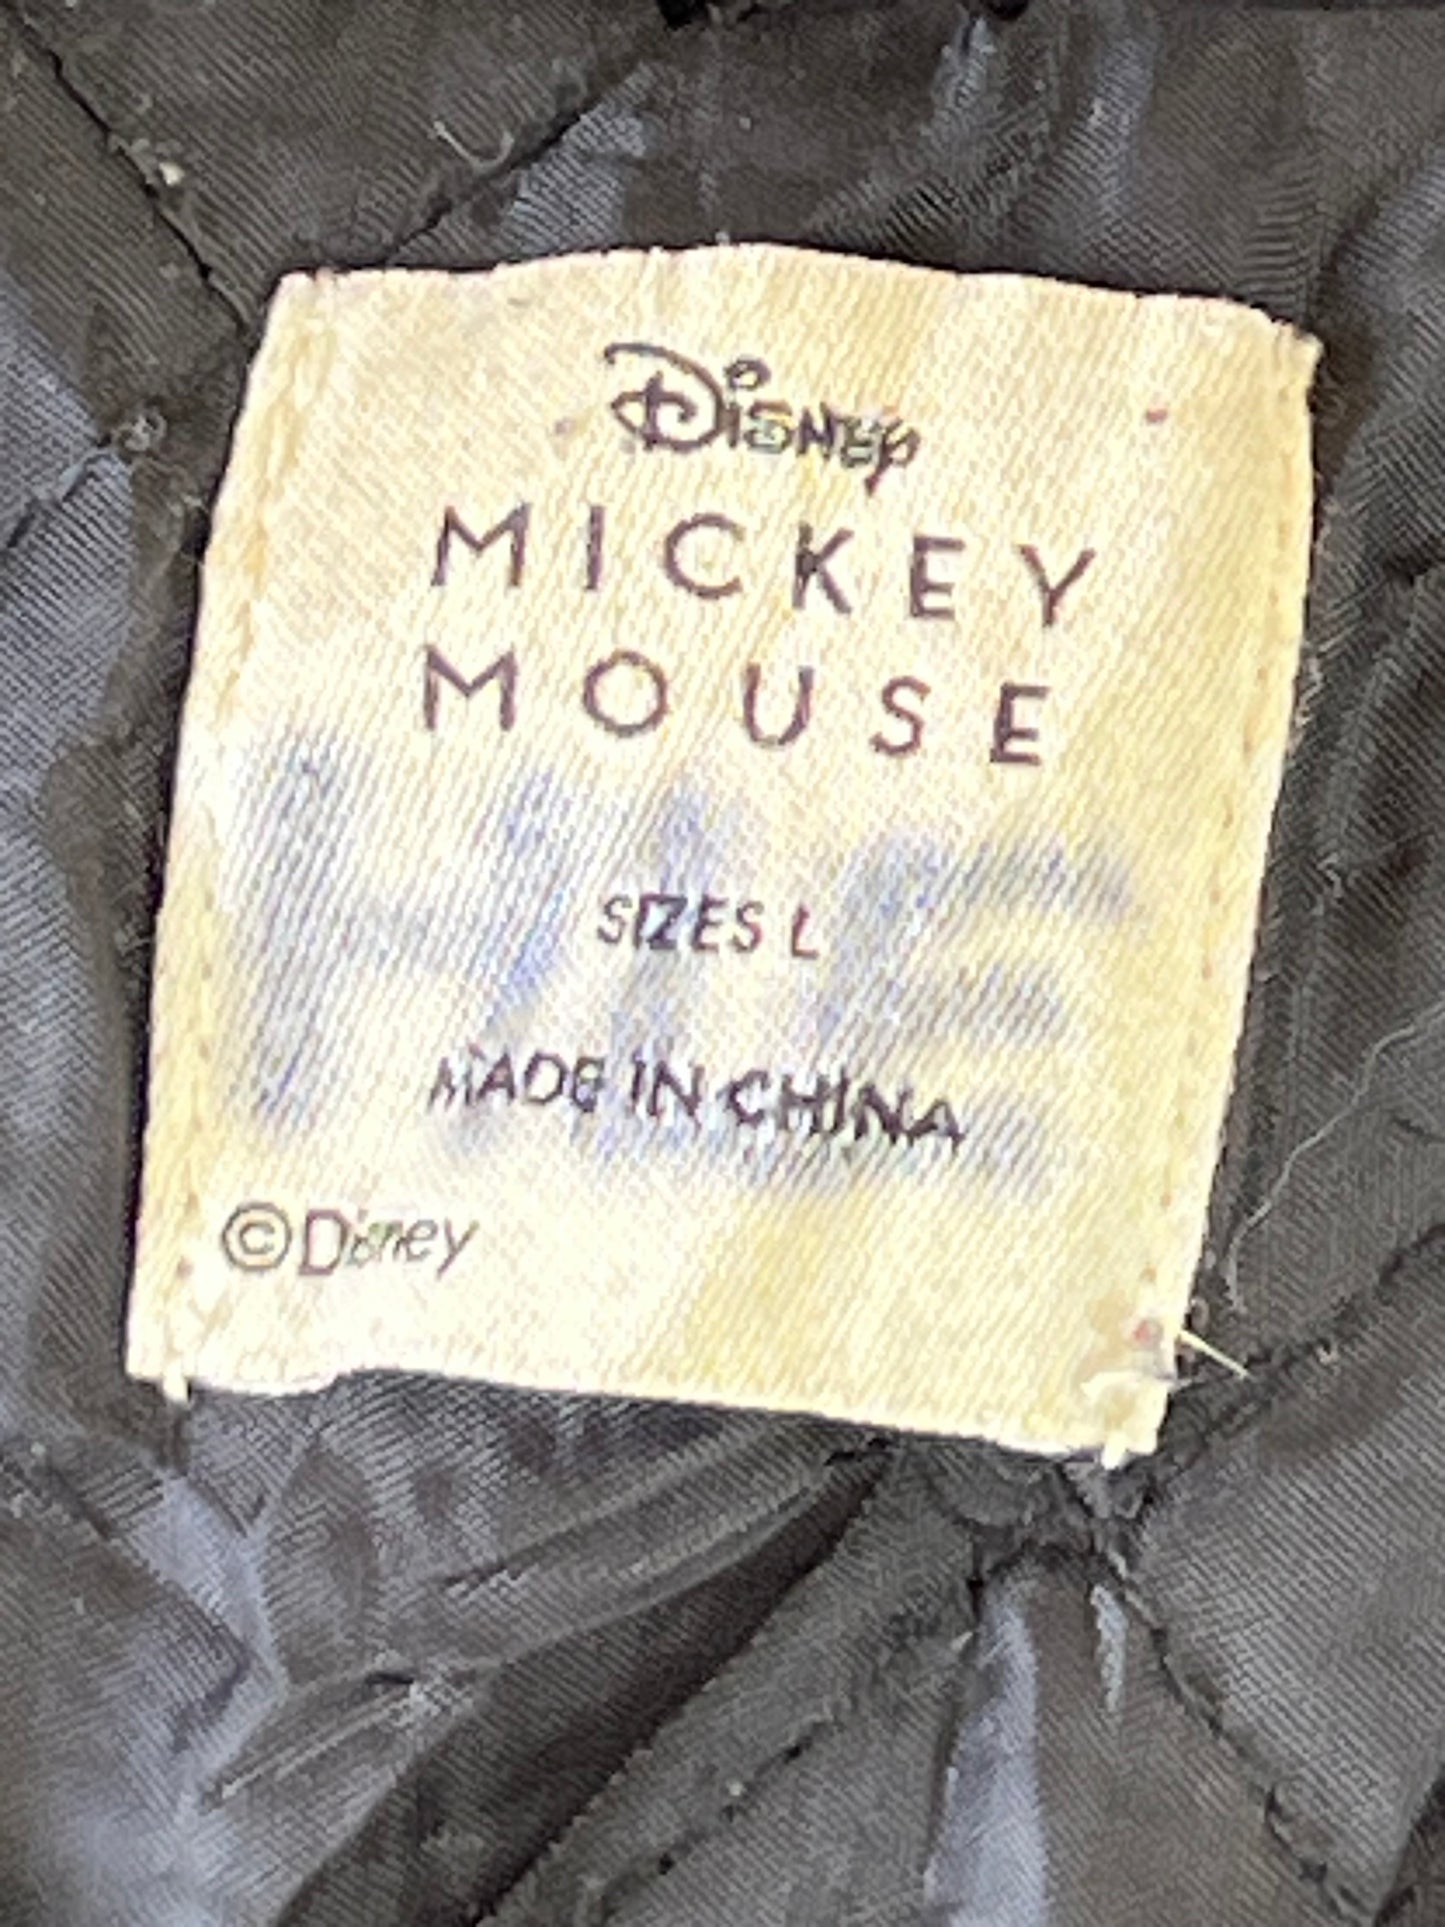 Disney
MICKEY
MOUSE
SIZES L
MADE IN CHINA
©Disney